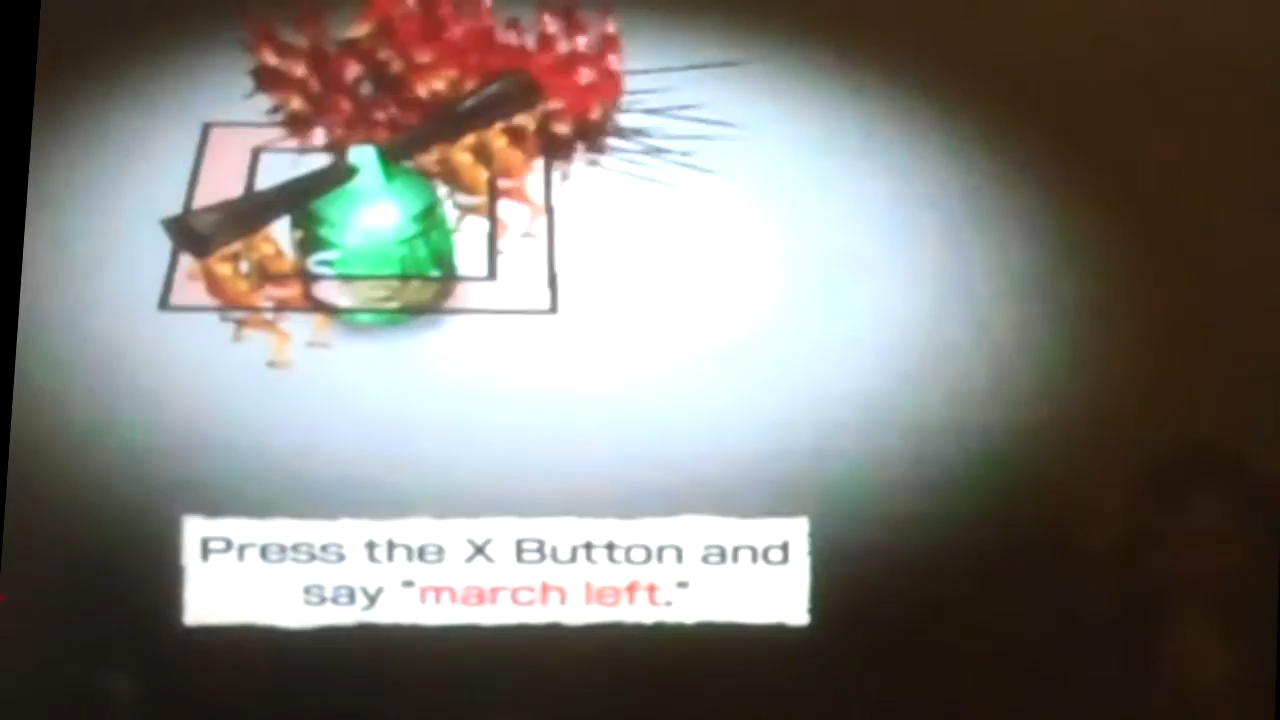 Press the X Button and
say "march left."